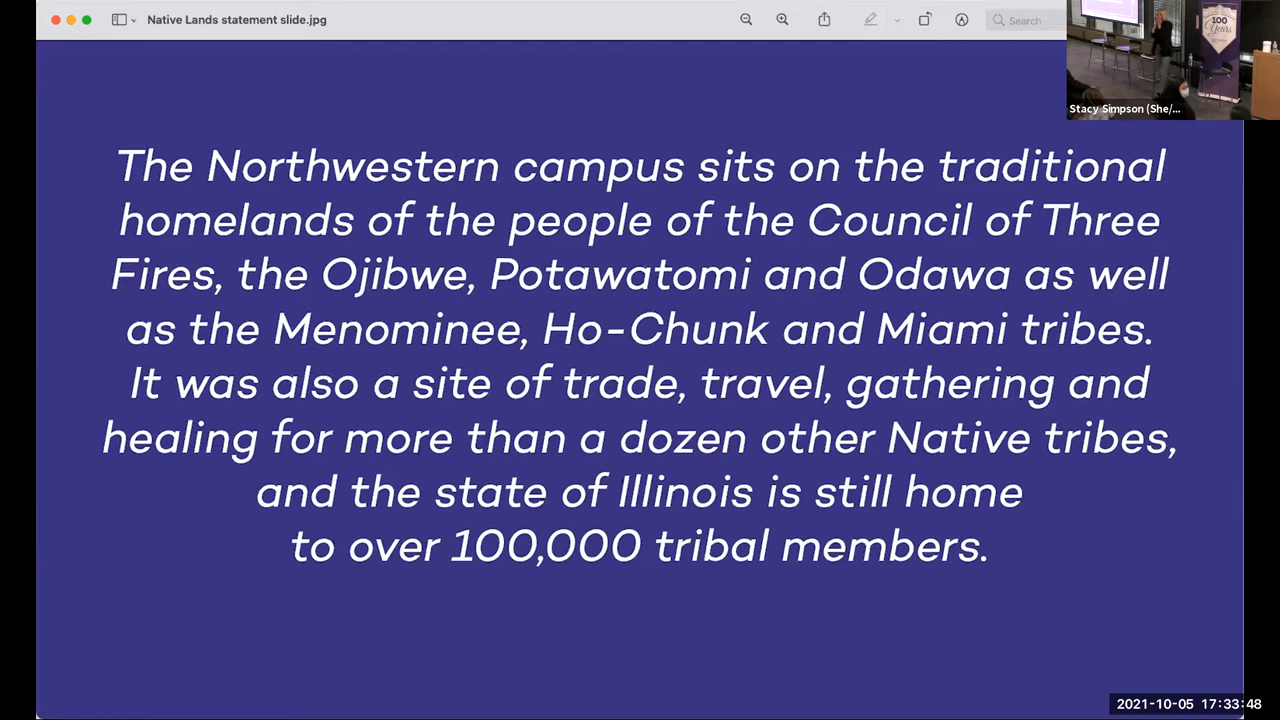 Native Lands statement slide.jpg
Search
100
Years
Stacy Simpson (She/...
The Northwestern campus sits on the traditional
homelands of the people of the Council of Three
Fires, the Ojibwe, Potawatomi and Odawa as well
as the Menominee, Ho-Chunk and Miami tribes.
It was also a site of trade, travel, gathering and
healing for more than a dozen other Native tribes,
and the state of Illinois is still home
to over 100,000 tribal members.
2021-10-05 17:33:48